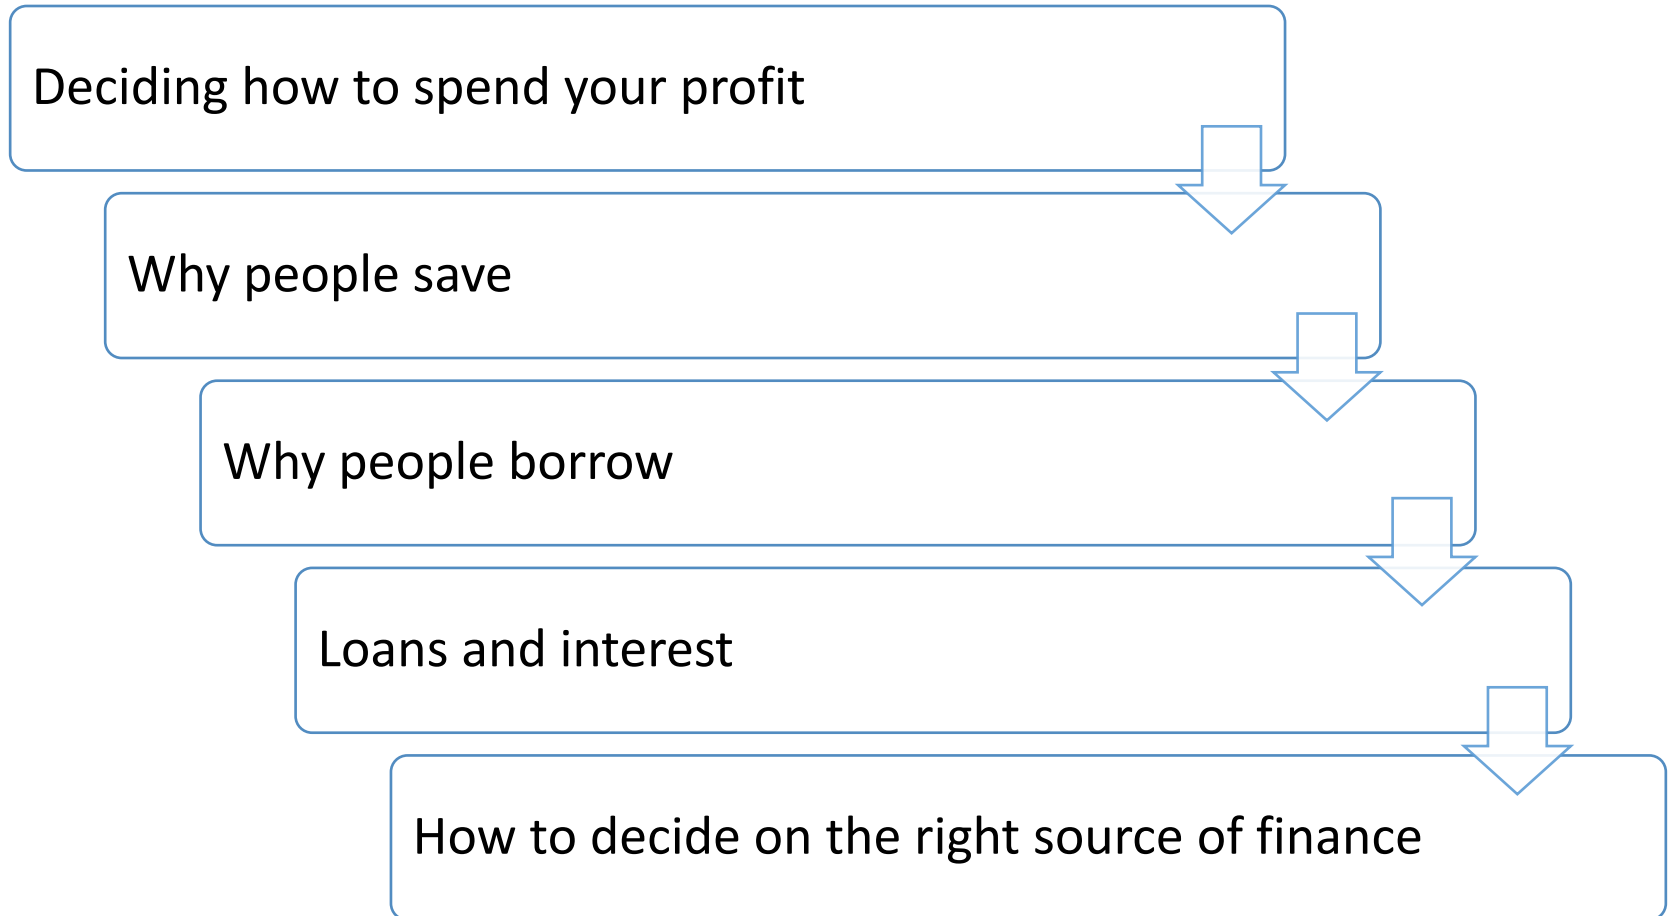 Deciding how to spend your profit
Why people save
Why people borrow
Loans and interest
How to decide on the right source of finance